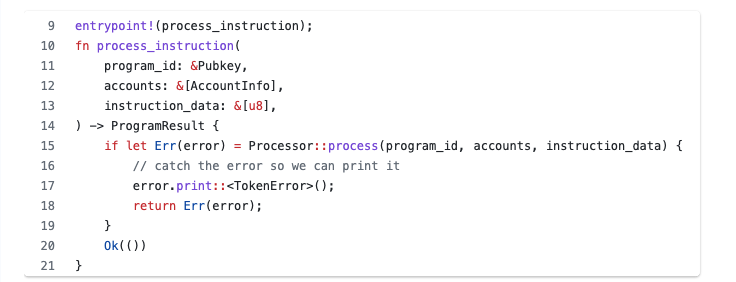 9 entrypoint!(process_instruction);
10 fn process_instruction(
11     program_id: &Pubkey,
12     accounts: &[AccountInfo],
13     instruction_data: &[u8],
14 ) -> ProgramResult {
15     if let Err(error) = Processor::process(program_id, accounts, instruction_data) {
16         // catch the error so we can print it
17         error.print::<TokenError>();
18         return Err(error);
19     }
20     Ok(())
21 }